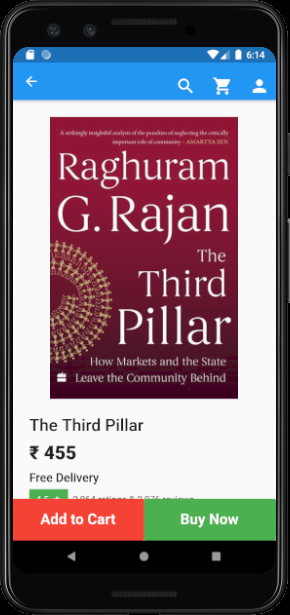 6:14
A strikingly insightful analysis of the penalties of neglecting the critically
important role of community – AMARTYA SEN
Raghuram
G. Rajan
The
Third
Pillar
How Markets and the State
Leave the Community Behind
The Third Pillar
₹ 455
Free Delivery
Add to Cart
Buy Now